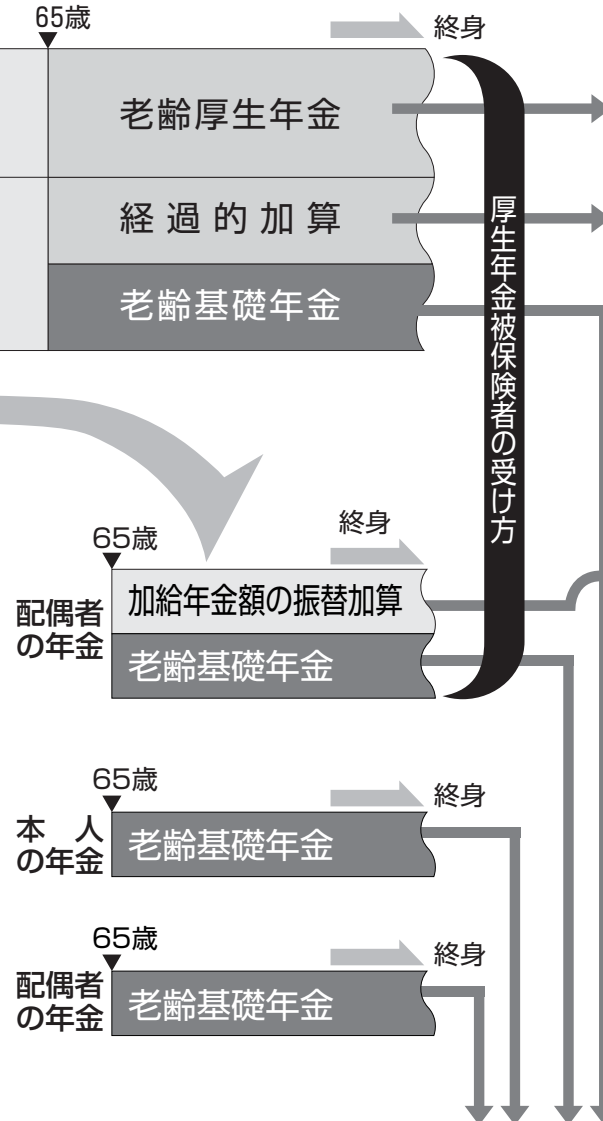 65歳
終身
老齢厚生年金
経過的加算
老齢基礎年金
厚生年金被保険者の受け方
65歳
終身
配偶者
の年金
加給年金額の振替加算
老齢基礎年金
65歳
終身
本 人
の年金
老齢基礎年金
65歳
終身
配偶者
の年金
老齢基礎年金